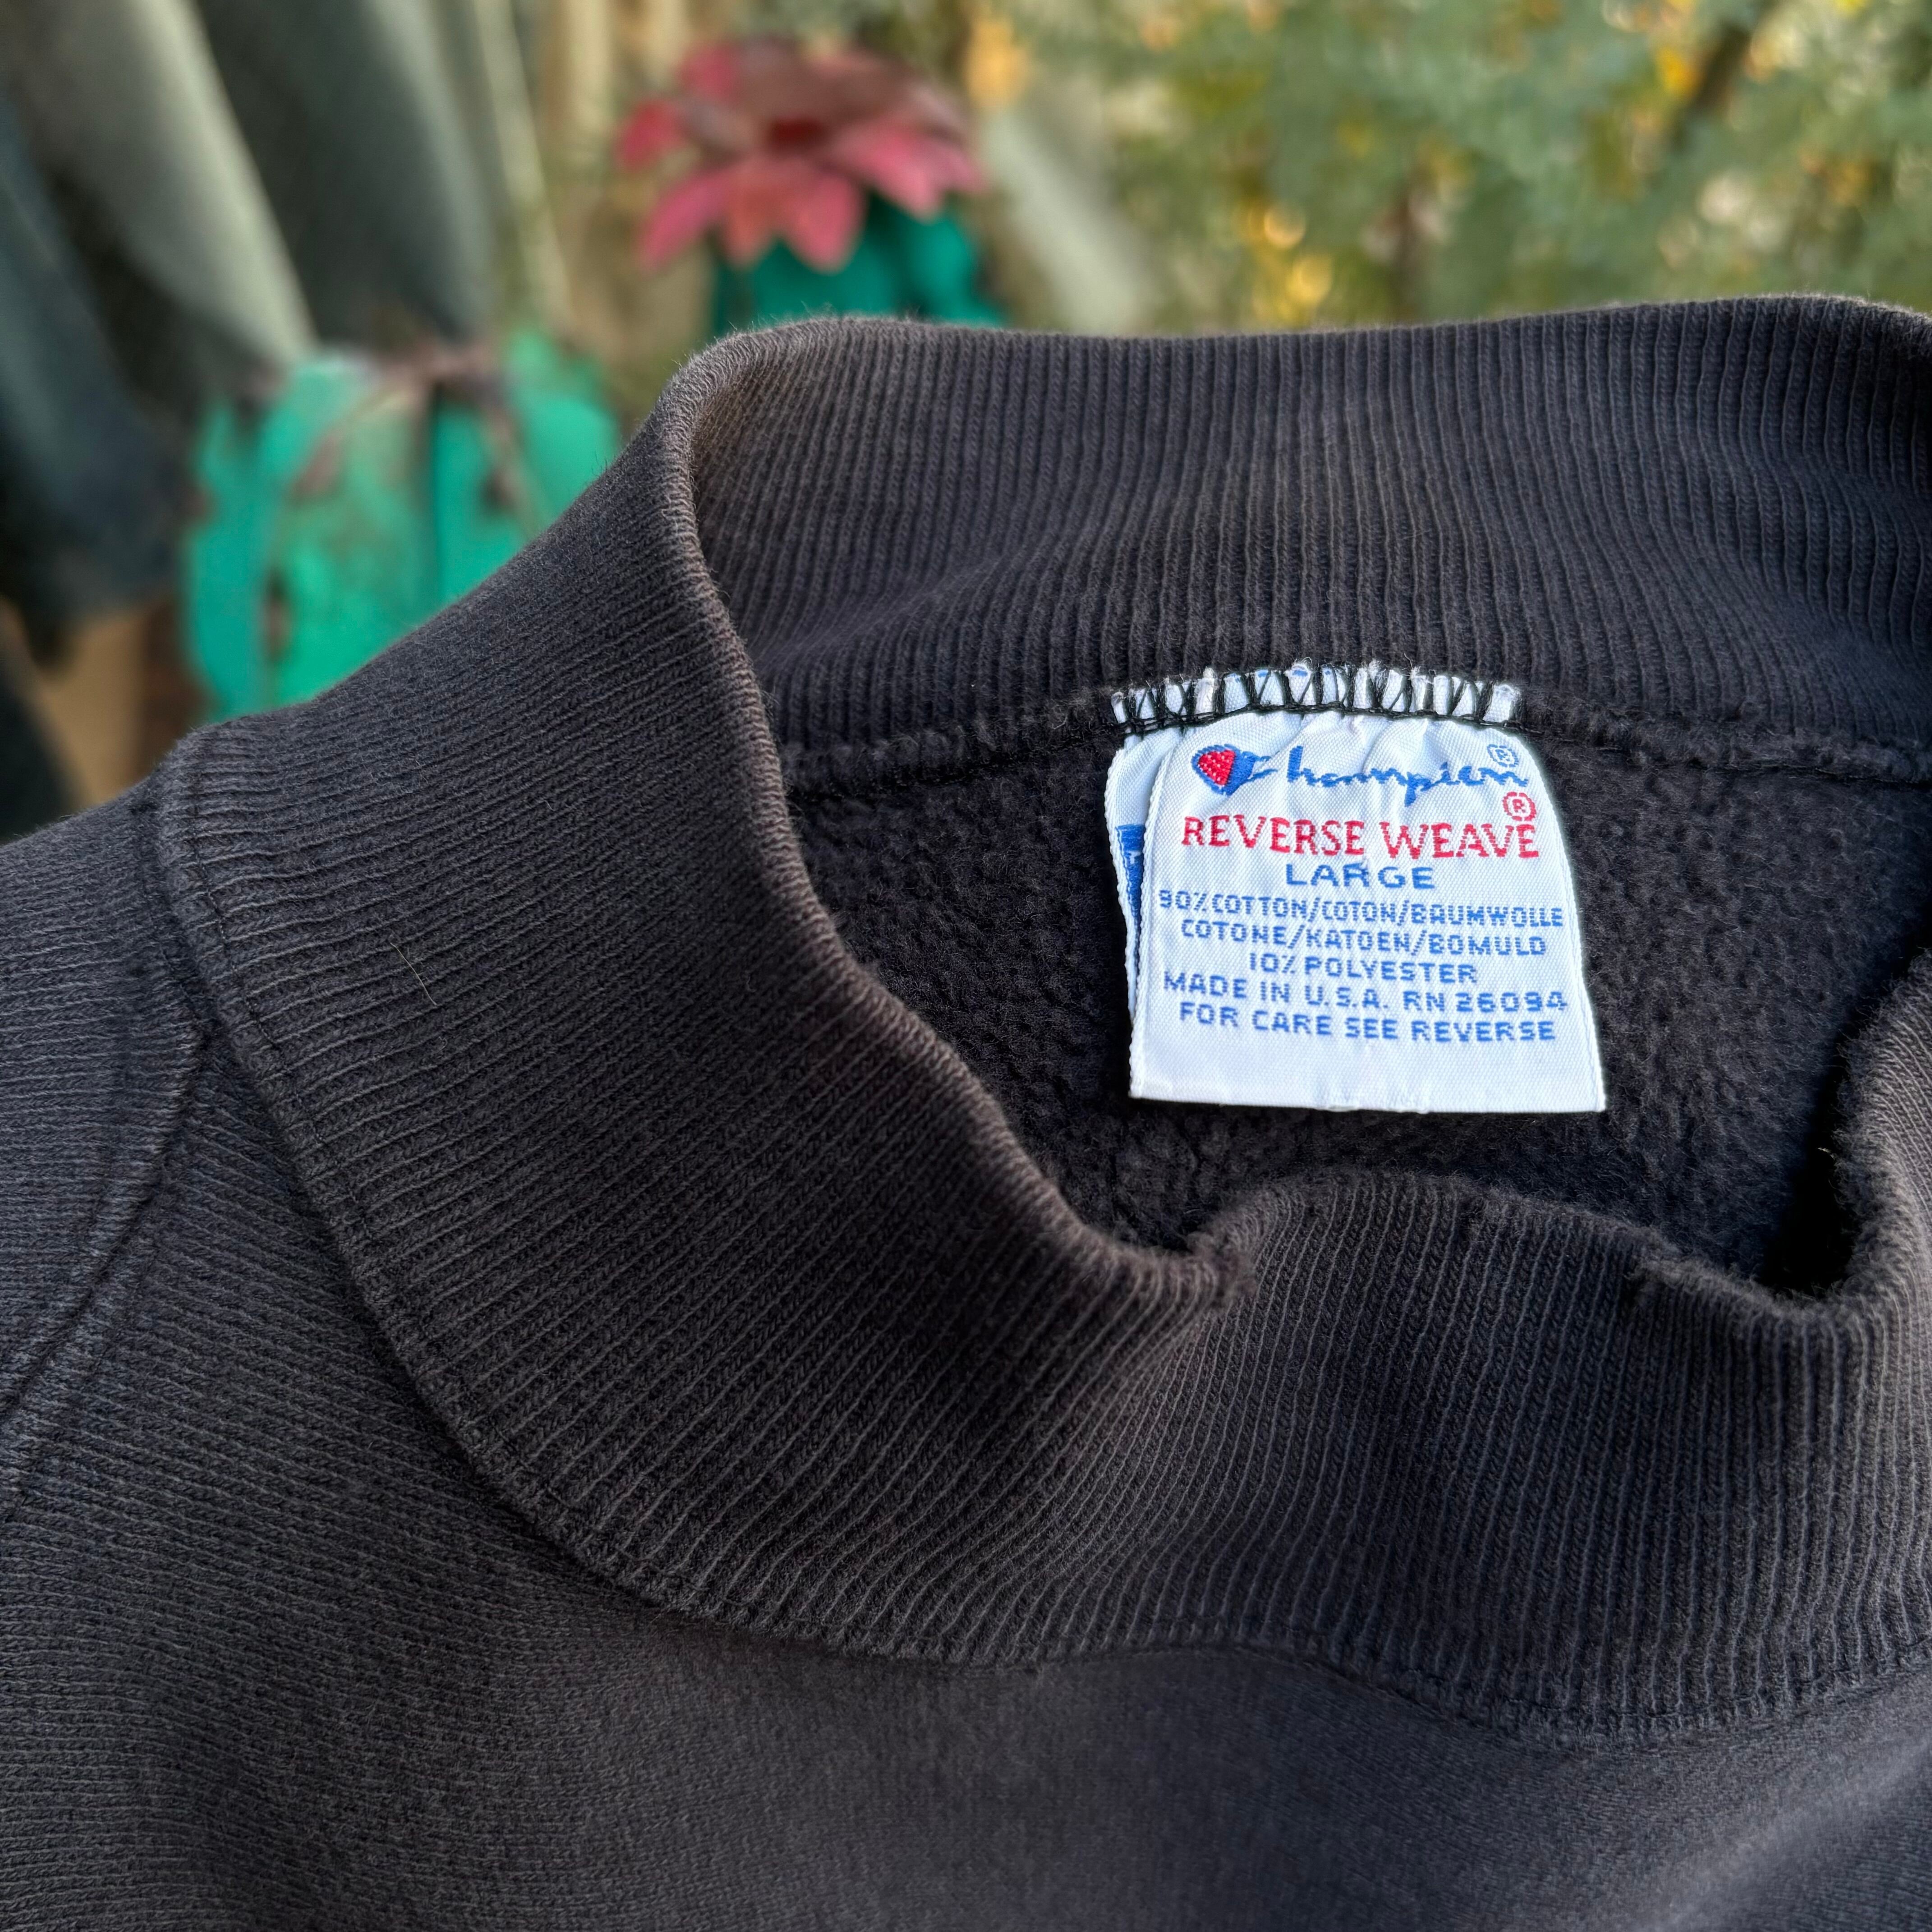 Champion®
REVERSE WEAVE®
LARGE
90% COTTON/COTON/BAUMWOLLE
COTONE/KATOEN/BOMULD
10% POLYESTER
MADE IN U.S.A. RN 26094
FOR CARE SEE REVERSE